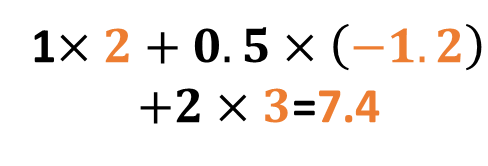 1× 2 + 0.5 × (−1.2)
+2 × 3=7.4